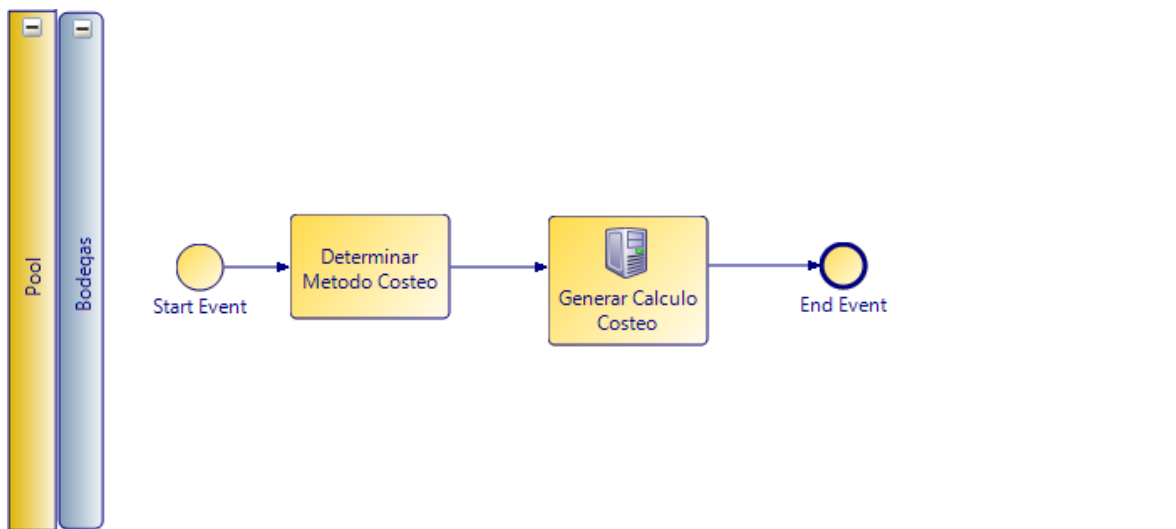 Pool
Bodegas
Start Event
Determinar
Metodo Costeo
Generar Calculo
Costeo
End Event